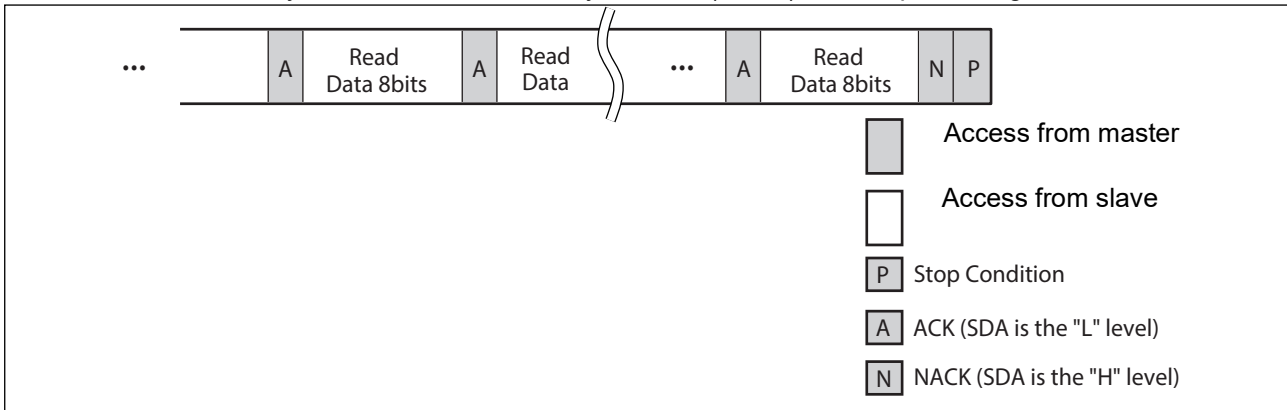 ... A Read Data 8bits A Read Data ... A Read Data 8bits N P
Access from master
Access from slave
P Stop Condition
A ACK (SDA is the "L" level)
N NACK (SDA is the "H" level)